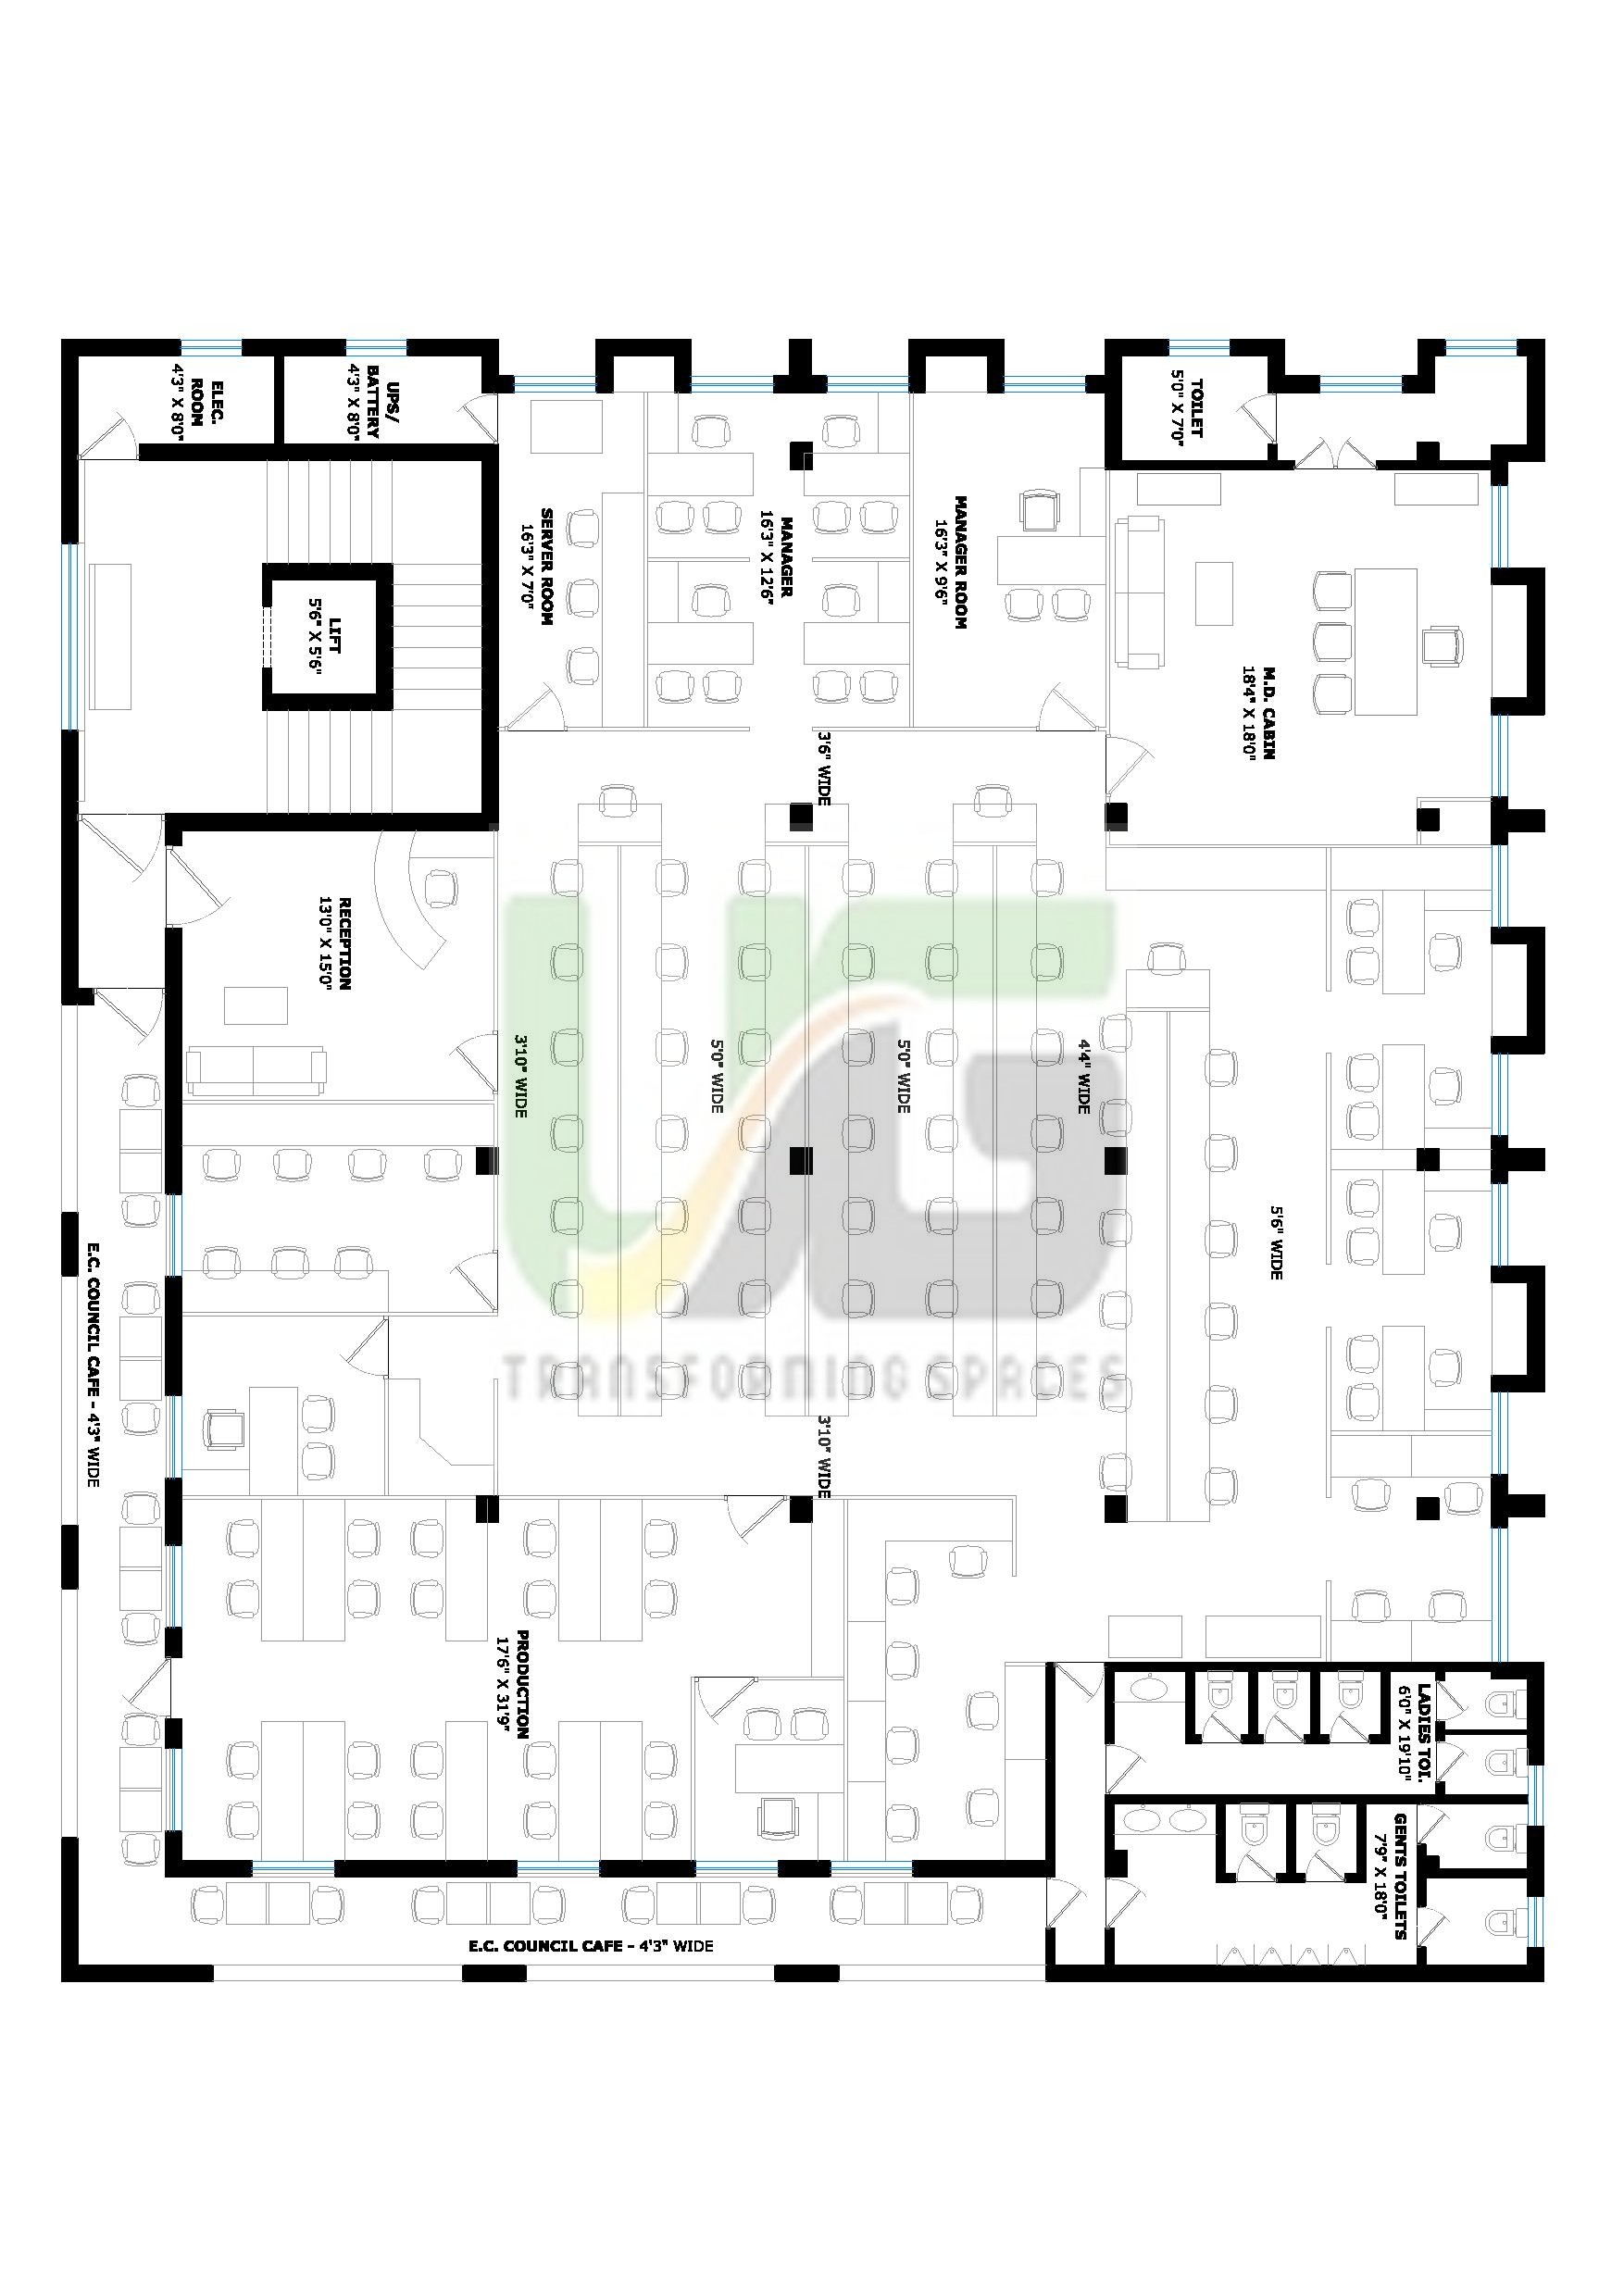 ELEC.
ROOM
4'3" X 8'0"
UPS/
BATTERY
4'3" X 8'0"
TOILET
5'0" X 7'0"
SERVER ROOM
16'3" X 7'0"
MANAGER
16'3" X 12'6"
MANAGER ROOM
16'3" X 9'6"
LIFT
5'6" X 5'6"
M.D. CABIN
18'4" X 18'0"
3'6" WIDE
RECEPTION
13'0" X 15'0"
3'10" WIDE
5'0" WIDE
5'0" WIDE
4'4" WIDE
5'6" WIDE
E.C. COUNCIL CAFE - 4'3" WIDE
TRANSFORMING SPACES
3'10" WIDE
PRODUCTION
17'6" X 31'9"
LADIES TOI.
6'0" X 19'10"
GENTS TOILETS
7'9" X 18'0"
E.C. COUNCIL CAFE - 4'3" WIDE